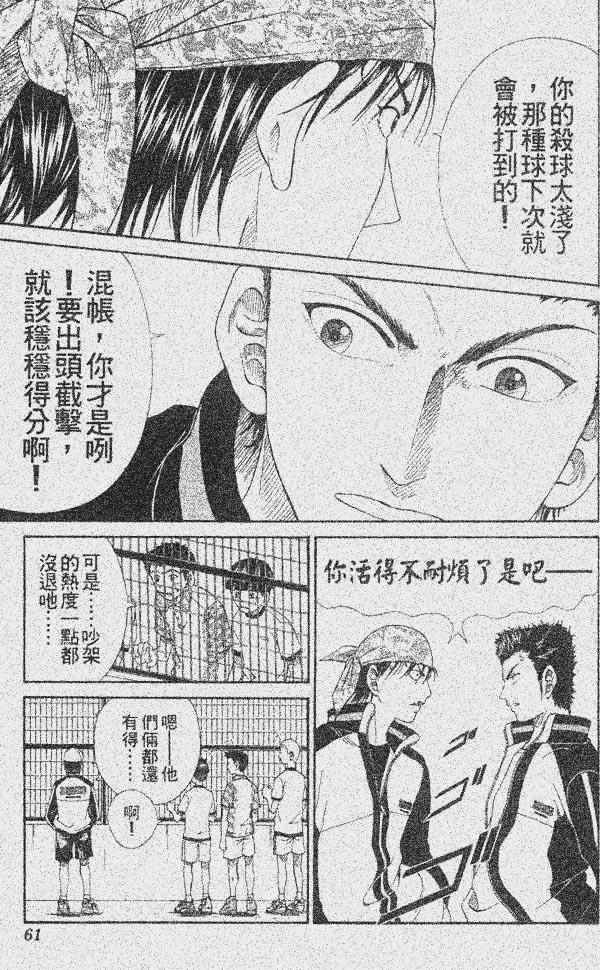 你的殺球太淺了
，那種球下次就
會被打到的！
混帳，你才是咧
！要出頭截擊，
就該穩穩得分啊！
你活得不耐煩了是吧——
可是……吵架
的熱度一點都
沒退吔……
嗯—他
們倆都還
有得……
啊！
61